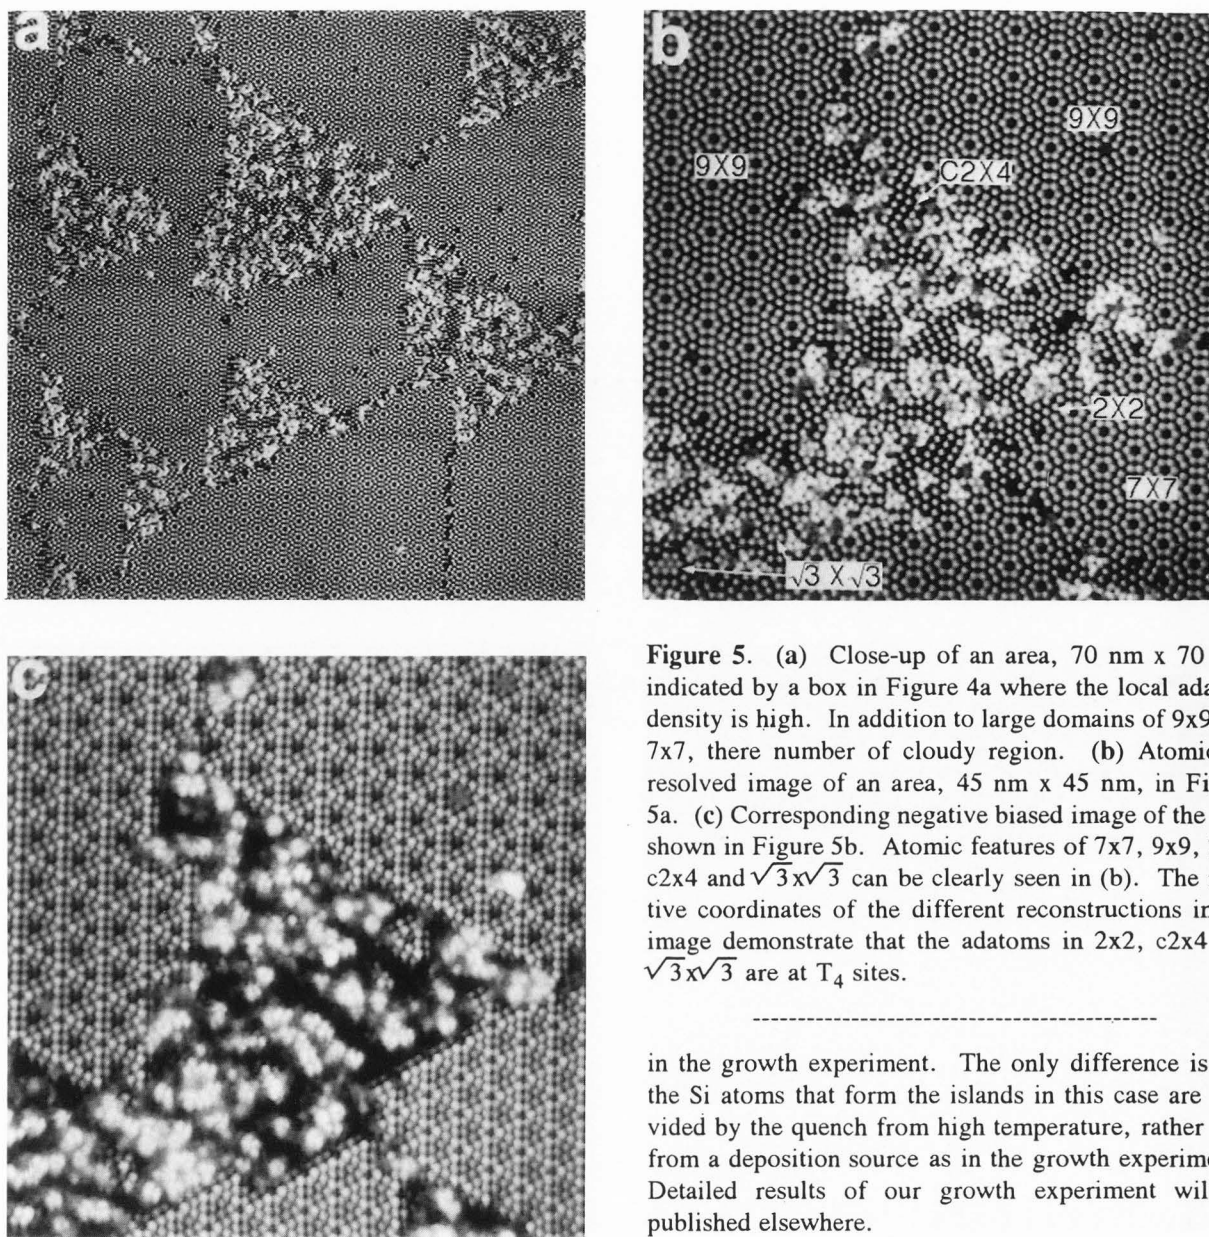 a
b
9X9
9X9
C2X4
2X2
7X7
√3 X √3
c
Figure 5. (a) Close-up of an area, 70 nm x 70
indicated by a box in Figure 4a where the local ada
density is high. In addition to large domains of 9x9
7x7, there number of cloudy region. (b) Atomic
resolved image of an area, 45 nm x 45 nm, in Fi
5a. (c) Corresponding negative biased image of the
shown in Figure 5b. Atomic features of 7x7, 9x9,
c2x4 and √3x√3 can be clearly seen in (b). The
tive coordinates of the different reconstructions in
image demonstrate that the adatoms in 2x2, c2x4
√3x√3 are at T₄ sites.
--------------------------------------------
in the growth experiment. The only difference is
the Si atoms that form the islands in this case are
vided by the quench from high temperature, rather
from a deposition source as in the growth experime
Detailed results of our growth experiment wil
published elsewhere.